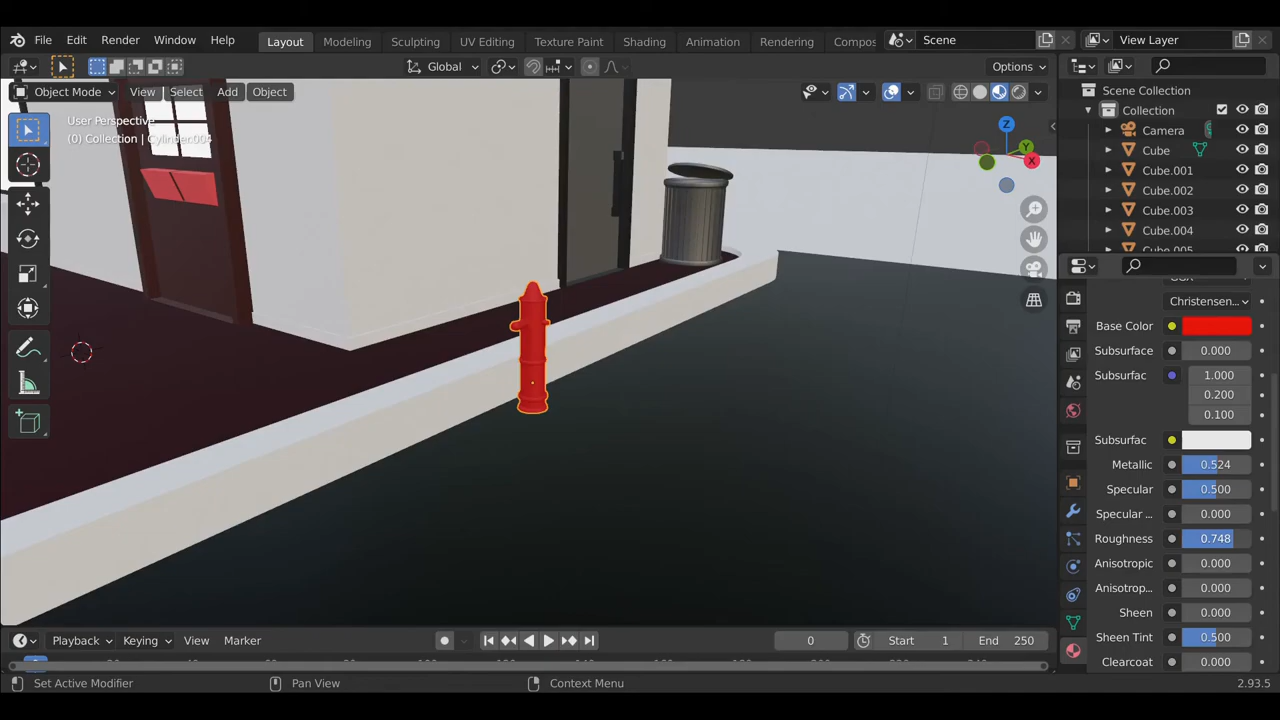 File Edit Render Window Help Layout Modeling Sculpting UV Editing Texture Paint Shading Animation Rendering Compos Scene View Layer
Global Options
Object Mode View Select Add Object
User Perspective
(0) Collection | Cylinder.004
Z
Y
X
Scene Collection
Collection
Camera
Cube
Cube.001
Cube.002
Cube.003
Cube.004
Cube.005
Christensen...
Base Color
Subsurface 0.000
Subsurfac 1.000
0.200
0.100
Subsurfac
Metallic 0.524
Specular 0.500
Specular ... 0.000
Roughness 0.748
Anisotropic 0.000
Anisotrop... 0.000
Sheen 0.000
Sheen Tint 0.500
Clearcoat 0.000
Playback Keying View Marker 0 Start 1 End 250
Set Active Modifier Pan View Context Menu 2.93.5